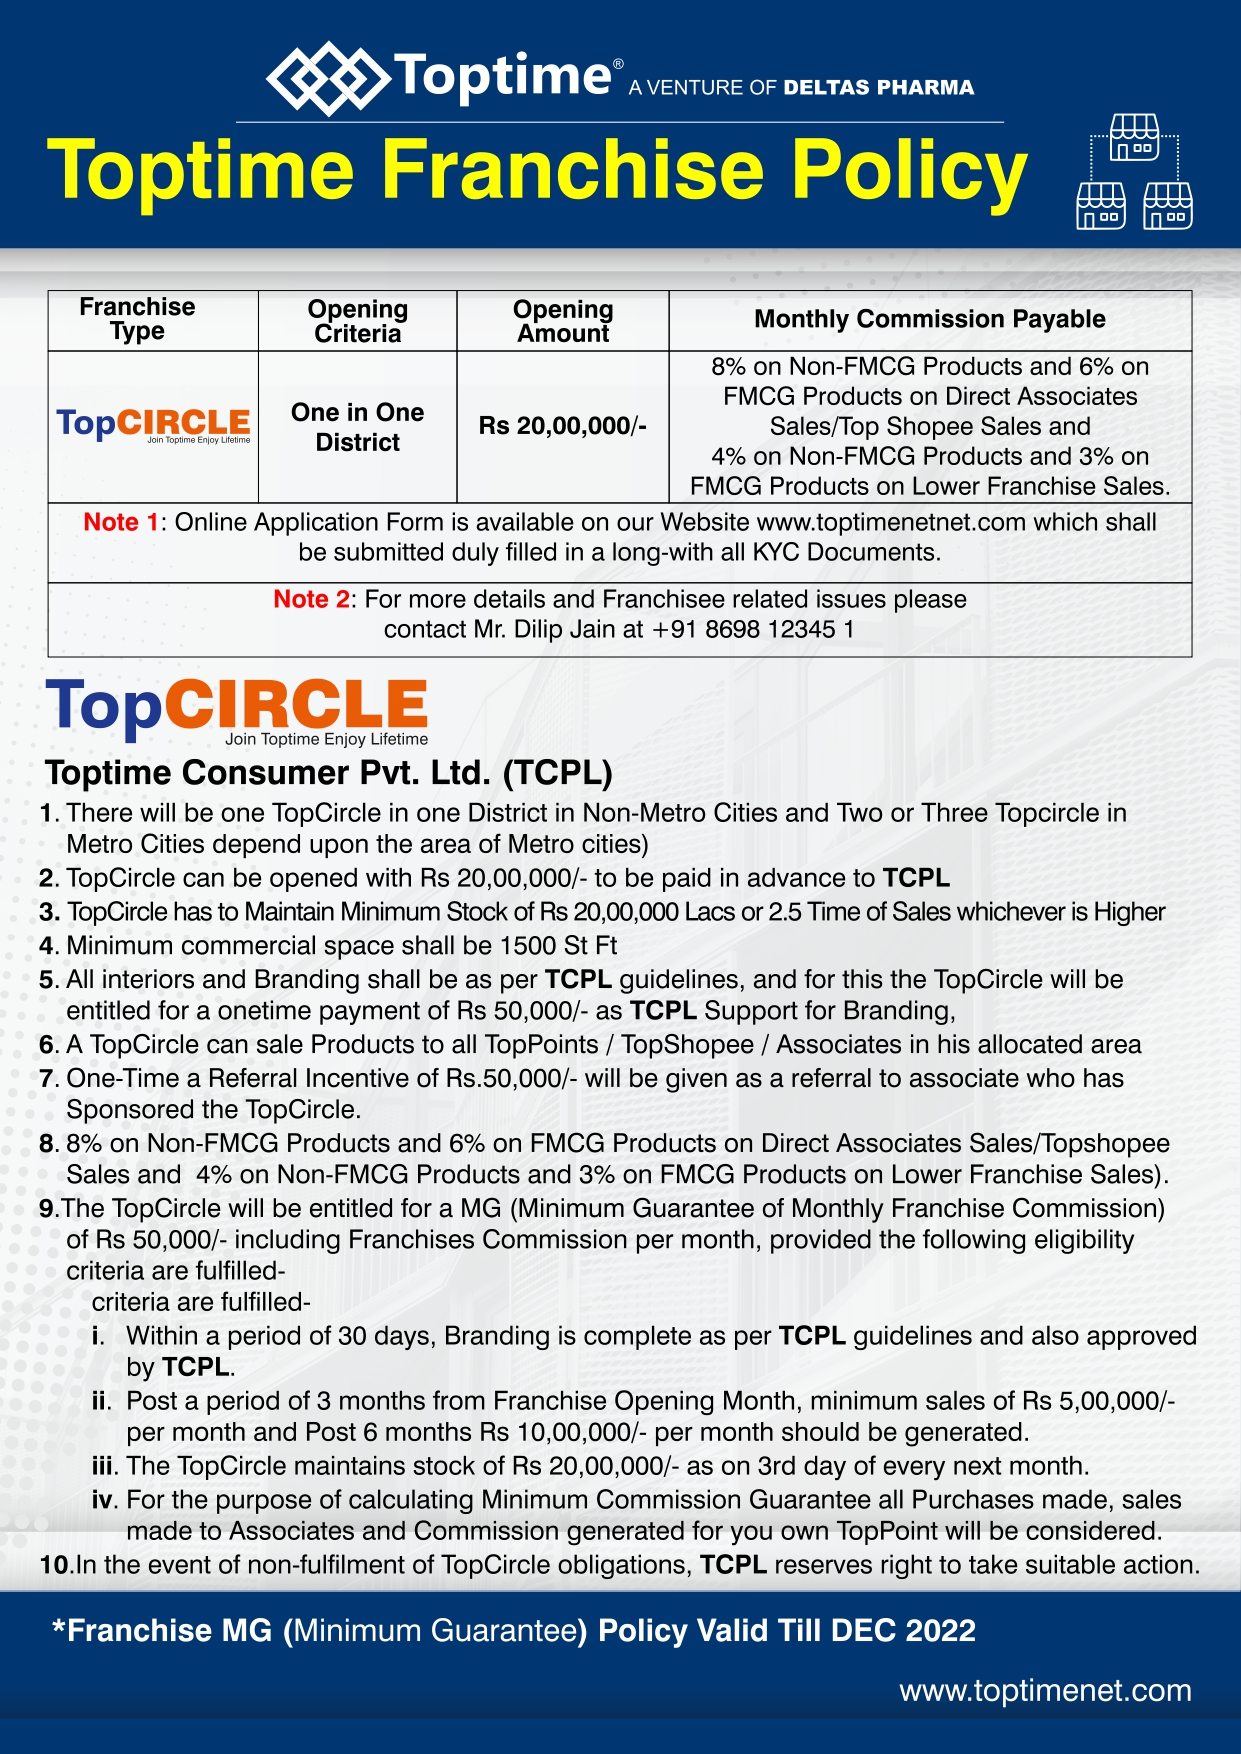 Toptime® A VENTURE OF DELTAS PHARMA
Toptime Franchise Policy
Franchise Type
Opening Criteria
Opening Amount
Monthly Commission Payable
TopCIRCLE
Join Toptime Enjoy Lifetime
One in One
District
Rs 20,00,000/-
8% on Non-FMCG Products and 6% on
FMCG Products on Direct Associates
Sales/Top Shopee Sales and
4% on Non-FMCG Products and 3% on
FMCG Products on Lower Franchise Sales.
Note 1: Online Application Form is available on our Website www.toptimenetnet.com which shall
be submitted duly filled in a long-with all KYC Documents.
Note 2: For more details and Franchisee related issues please
contact Mr. Dilip Jain at +91 8698 12345 1
TopCIRCLE
Join Toptime Enjoy Lifetime
Toptime Consumer Pvt. Ltd. (TCPL)
1. There will be one TopCircle in one District in Non-Metro Cities and Two or Three Topcircle in
Metro Cities depend upon the area of Metro cities)
2. TopCircle can be opened with Rs 20,00,000/- to be paid in advance to TCPL
3. TopCircle has to Maintain Minimum Stock of Rs 20,00,000 Lacs or 2.5 Time of Sales whichever is Higher
4. Minimum commercial space shall be 1500 St Ft
5. All interiors and Branding shall be as per TCPL guidelines, and for this the TopCircle will be
entitled for a onetime payment of Rs 50,000/- as TCPL Support for Branding,
6. A TopCircle can sale Products to all TopPoints / TopShopee / Associates in his allocated area
7. One-Time a Referral Incentive of Rs.50,000/- will be given as a referral to associate who has
Sponsored the TopCircle.
8. 8% on Non-FMCG Products and 6% on FMCG Products on Direct Associates Sales/Topshopee
Sales and 4% on Non-FMCG Products and 3% on FMCG Products on Lower Franchise Sales).
9.The TopCircle will be entitled for a MG (Minimum Guarantee of Monthly Franchise Commission)
of Rs 50,000/- including Franchises Commission per month, provided the following eligibility
criteria are fulfilled-
criteria are fulfilled-
i. Within a period of 30 days, Branding is complete as per TCPL guidelines and also approved
by TCPL.
ii. Post a period of 3 months from Franchise Opening Month, minimum sales of Rs 5,00,000/-
per month and Post 6 months Rs 10,00,000/- per month should be generated.
iii. The TopCircle maintains stock of Rs 20,00,000/- as on 3rd day of every next month.
iv. For the purpose of calculating Minimum Commission Guarantee all Purchases made, sales
made to Associates and Commission generated for you own TopPoint will be considered.
10.In the event of non-fulfilment of TopCircle obligations, TCPL reserves right to take suitable action.
*Franchise MG (Minimum Guarantee) Policy Valid Till DEC 2022
www.toptimenet.com